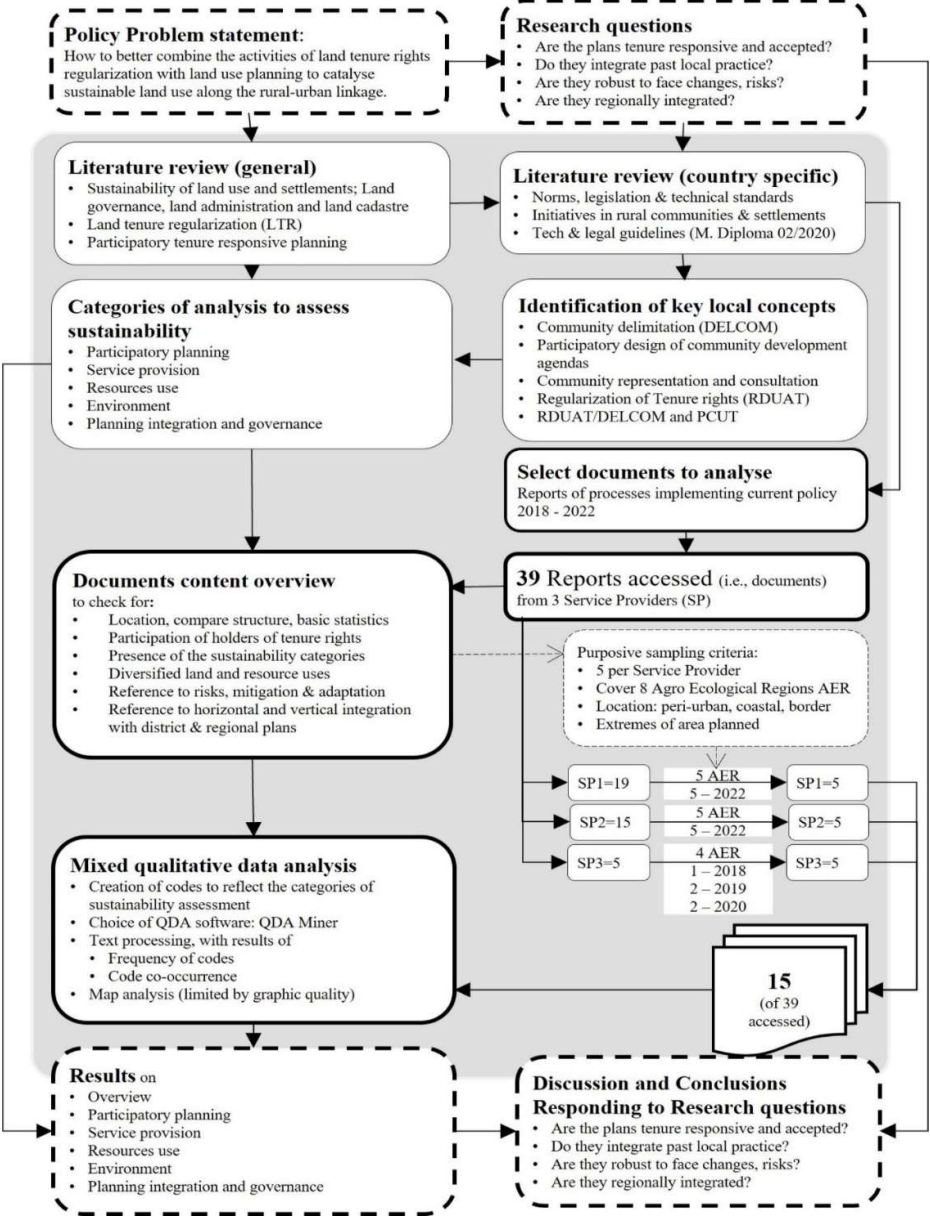 Policy Problem statement:
How to better combine the activities of land tenure rights
regularization with land use planning to catalyse
sustainable land use along the rural-urban linkage.
Research questions
• Are the plans tenure responsive and accepted?
• Do they integrate past local practice?
• Are they robust to face changes, risks?
• Are they regionally integrated?
Literature review (general)
• Sustainability of land use and settlements; Land
governance, land administration and land cadastre
• Land tenure regularization (LTR)
• Participatory tenure responsive planning
Literature review (country specific)
• Norms, legislation & technical standards
• Initiatives in rural communities & settlements
• Tech & legal guidelines (M. Diploma 02/2020)
Categories of analysis to assess
sustainability
• Participatory planning
• Service provision
• Resources use
• Environment
• Planning integration and governance
Identification of key local concepts
• Community delimitation (DELCOM)
• Participatory design of community development
agendas
• Community representation and consultation
• Regularization of Tenure rights (RDUAT)
• RDUAT/DELCOM and PCUT
Select documents to analyse
Reports of processes implementing current policy
2018 - 2022
39 Reports accessed (i.e., documents)
from 3 Service Providers (SP)
Documents content overview
to check for:
• Location, compare structure, basic statistics
• Participation of holders of tenure rights
• Presence of the sustainability categories
• Diversified land and resource uses
• Reference to risks, mitigation & adaptation
• Reference to horizontal and vertical integration
with district & regional plans
Purposive sampling criteria:
• 5 per Service Provider
• Cover 8 Agro Ecological Regions AER
• Location: peri-urban, coastal, border
• Extremes of area planned
SP1=19
5 AER
5 – 2022
SP1=5
SP2=15
5 AER
5 – 2022
SP2=5
SP3=5
4 AER
1 – 2018
2 – 2019
2 – 2020
SP3=5
Mixed qualitative data analysis
• Creation of codes to reflect the categories of
sustainability assessment
• Choice of QDA software: QDA Miner
• Text processing, with results of
• Frequency of codes
• Code co-occurrence
• Map analysis (limited by graphic quality)
15
(of 39
accessed)
Results on
• Overview
• Participatory planning
• Service provision
• Resources use
• Environment
• Planning integration and governance
Discussion and Conclusions
Responding to Research questions
• Are the plans tenure responsive and accepted?
• Do they integrate past local practice?
• Are they robust to face changes, risks?
• Are they regionally integrated?